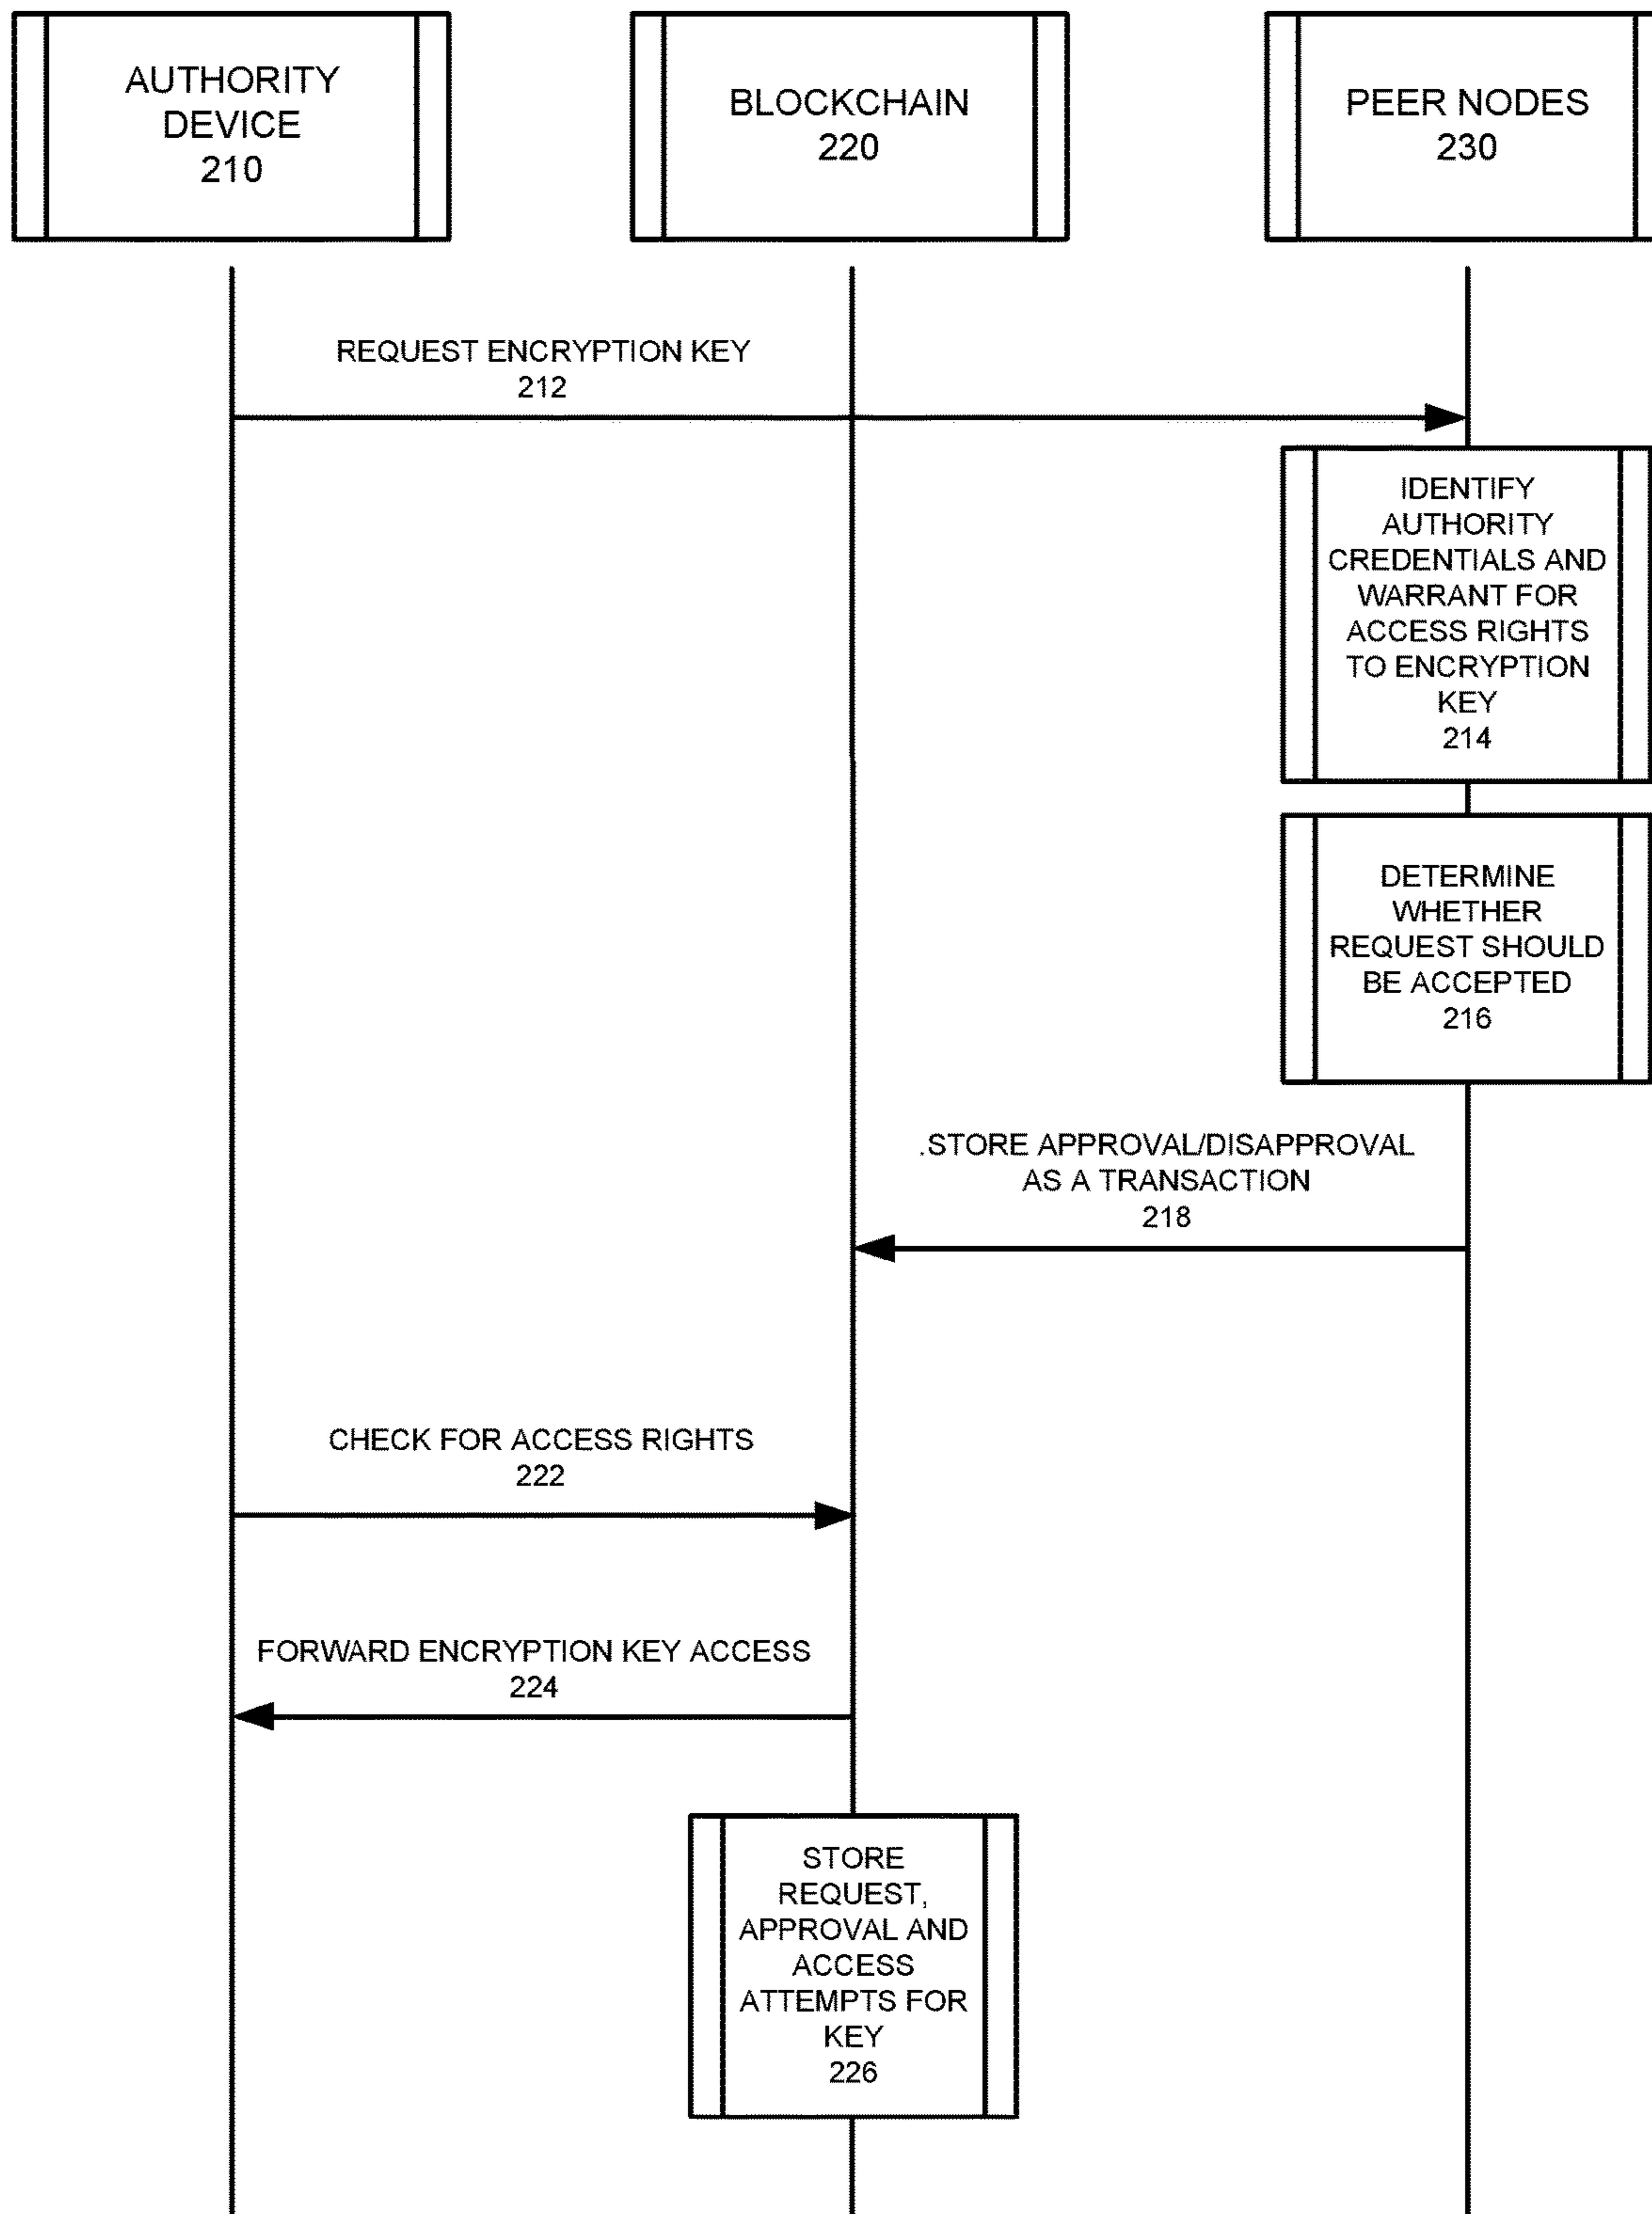 AUTHORITY
DEVICE
210
BLOCKCHAIN
220
PEER NODES
230
REQUEST ENCRYPTION KEY
212
IDENTIFY
AUTHORITY
CREDENTIALS AND
WARRANT FOR
ACCESS RIGHTS
TO ENCRYPTION
KEY
214
DETERMINE
WHETHER
REQUEST SHOULD
BE ACCEPTED
216
.STORE APPROVAL/DISAPPROVAL
AS A TRANSACTION
218
CHECK FOR ACCESS RIGHTS
222
FORWARD ENCRYPTION KEY ACCESS
224
STORE
REQUEST,
APPROVAL AND
ACCESS
ATTEMPTS FOR
KEY
226